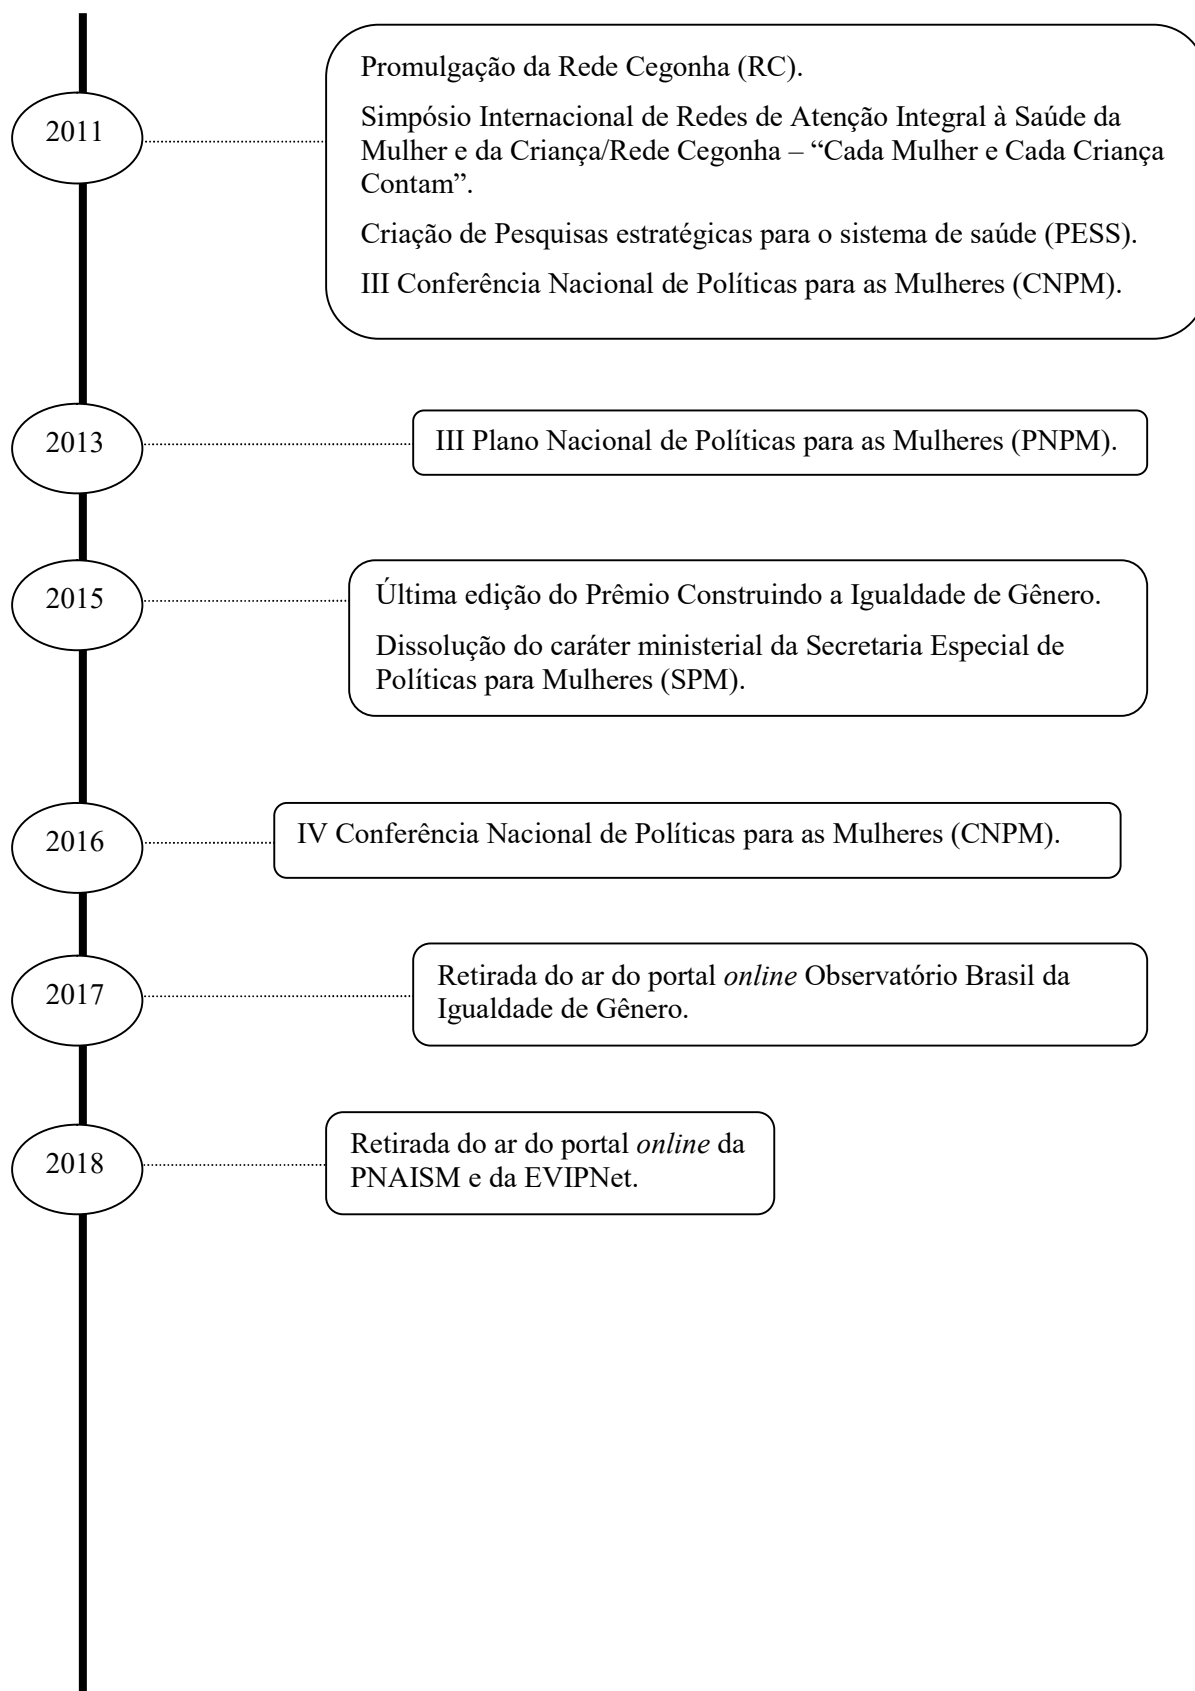 2011
Promulgação da Rede Cegonha (RC).
Simpósio Internacional de Redes de Atenção Integral à Saúde da
Mulher e da Criança/Rede Cegonha – “Cada Mulher e Cada Criança
Contam”.
Criação de Pesquisas estratégicas para o sistema de saúde (PESS).
III Conferência Nacional de Políticas para as Mulheres (CNPM).
2013
III Plano Nacional de Políticas para as Mulheres (PNPM).
2015
Última edição do Prêmio Construindo a Igualdade de Gênero.
Dissolução do caráter ministerial da Secretaria Especial de
Políticas para Mulheres (SPM).
2016
IV Conferência Nacional de Políticas para as Mulheres (CNPM).
2017
Retirada do ar do portal online Observatório Brasil da
Igualdade de Gênero.
2018
Retirada do ar do portal online da
PNAISM e da EVIPNet.